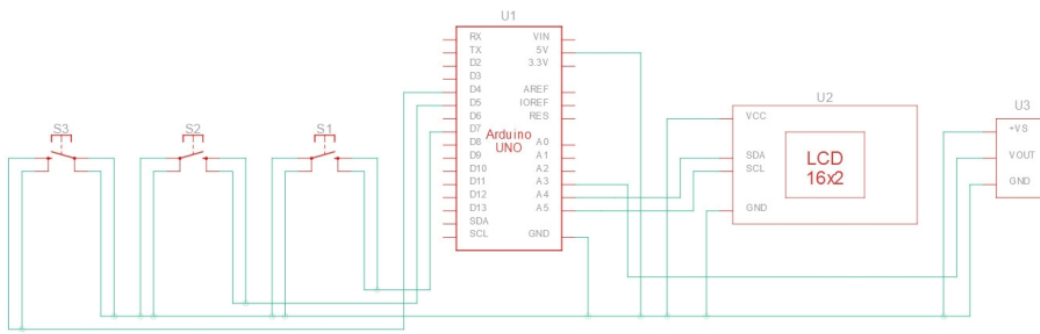 U1
RX
TX
D2
D3
D4
D5
D6
D7
D8
D9
D10
D11
D12
D13
SDA
SCL
VIN
5V
3.3V
AREF
IOREF
RES
A0
A1
A2
A3
A4
A5
GND
Arduino
UNO
S3
S2
S1
U2
VCC
SDA
SCL
GND
LCD
16x2
U3
+VS
VOUT
GND